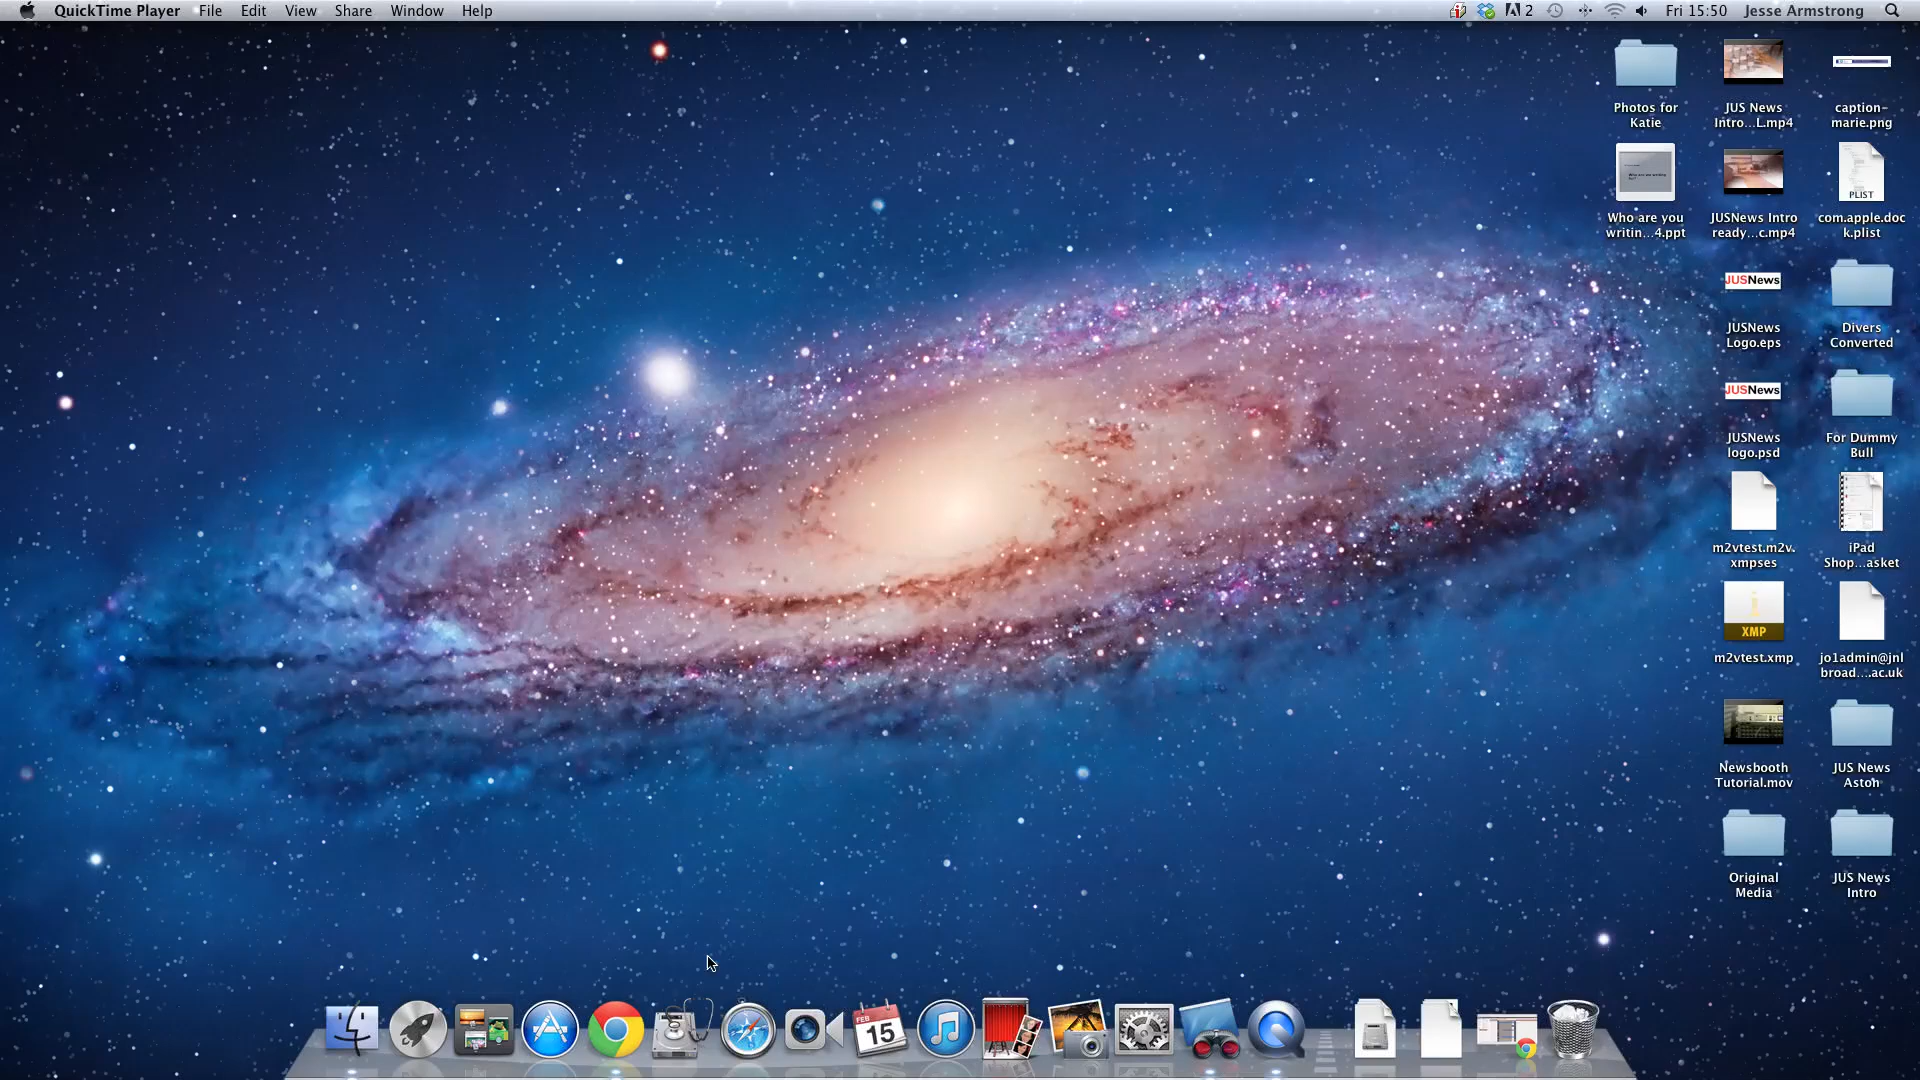 QuickTime Player File Edit View Share Window Help
2 Fri 15:50 Jesse Armstrong
Photos for
Katie
JUS News
Intro...L.mp4
caption-
marie.png
PLIST
Who are you
writin...4.ppt
JUSNews Intro
ready...c.mp4
com.apple.doc
k.plist
JUSNews
JUSNews
Logo.eps
Divers
Converted
JUSNews
JUSNews
logo.psd
For Dummy
Bull
m2vtest.m2v.
xmpses
iPad
Shop...asket
XMP
m2vtest.xmp
jo1admin@jnl
broad....ac.uk
Newsbooth
Tutorial.mov
JUS News
Aston
Original
Media
JUS News
Intro
FEB
15